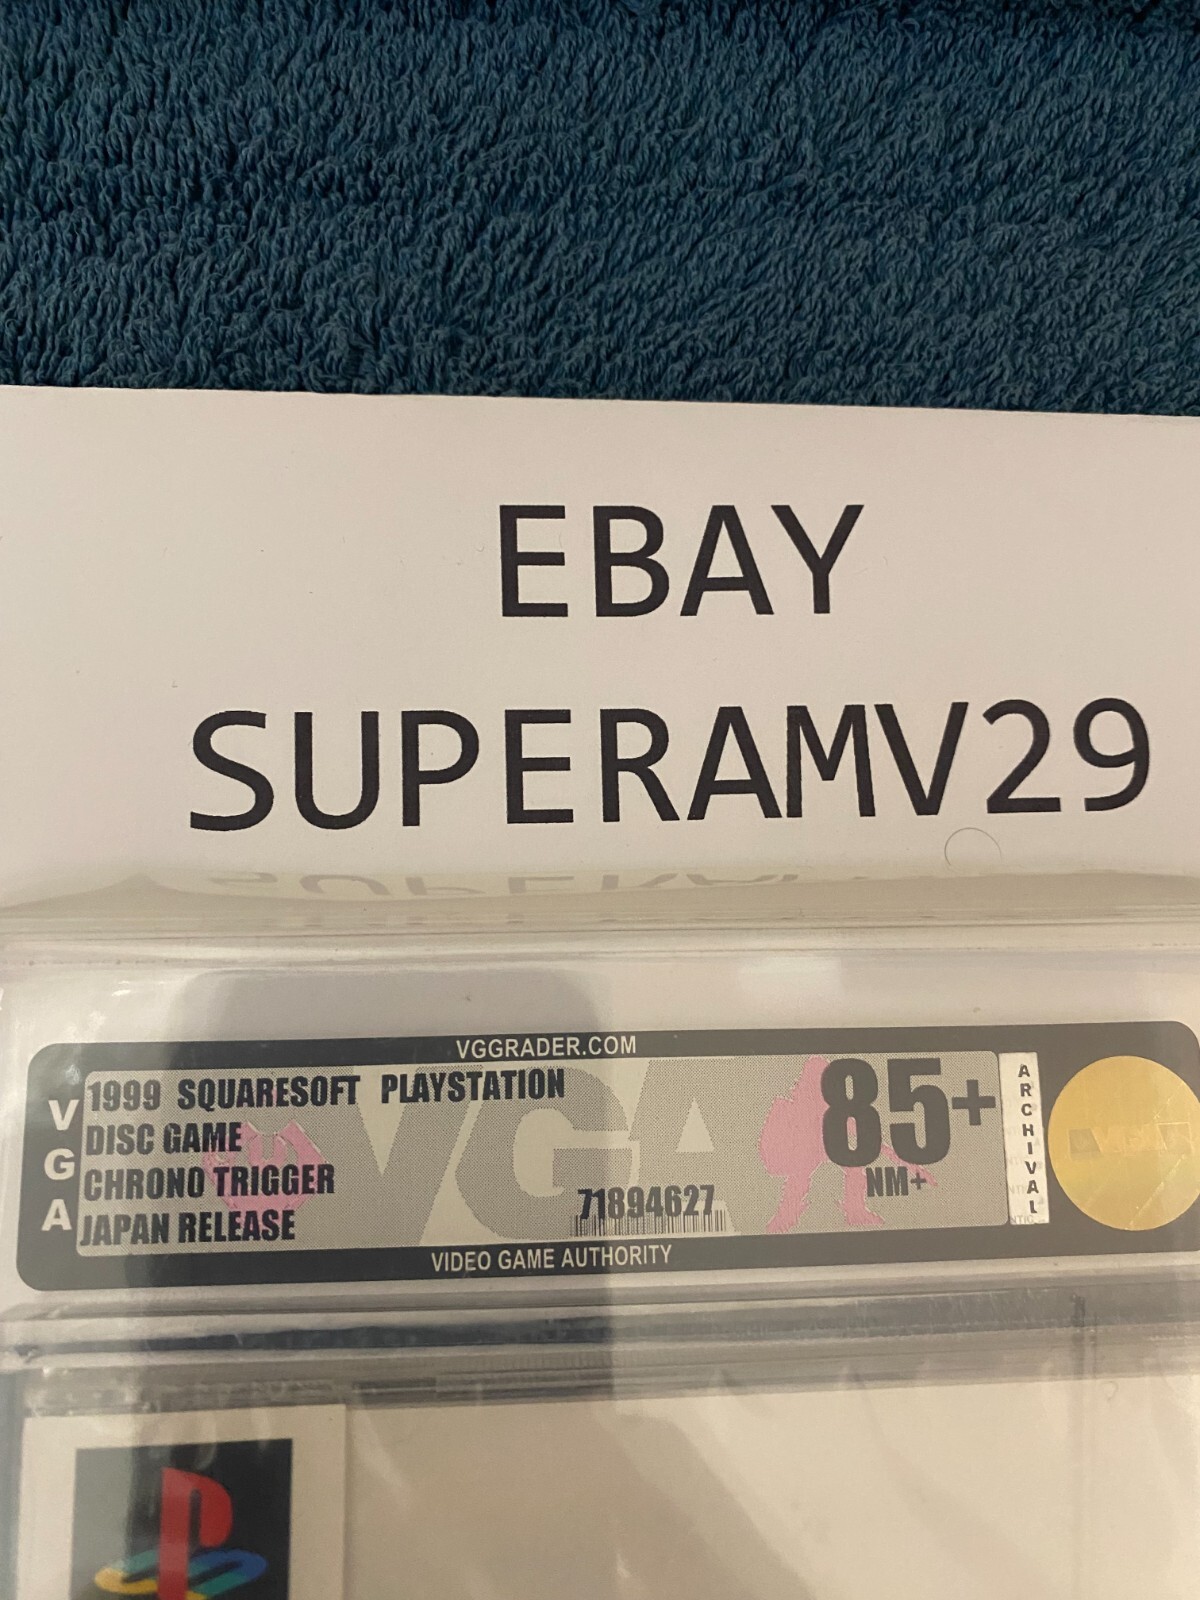 EBAY
SUPERAMV29
VGGRADER.COM
VGA
1999 SQUARESOFT PLAYSTATION
DISC GAME
CHRONO TRIGGER
JAPAN RELEASE
71894627
85+
NM+
ARCHIVAL
VGA
VIDEO GAME AUTHORITY